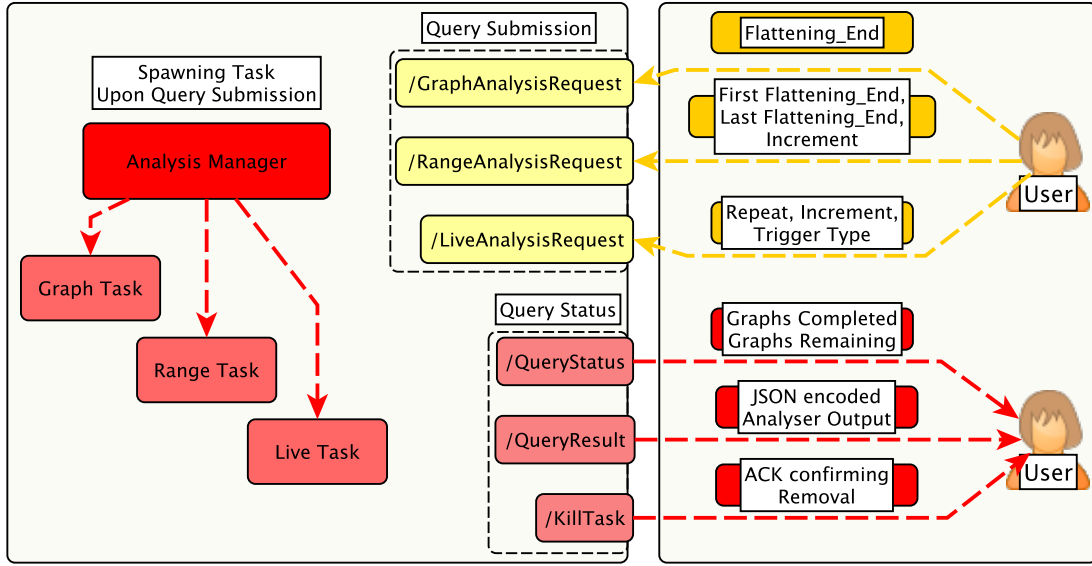 Query Submission
Flattening_End
Spawning Task
Upon Query Submission
/GraphAnalysisRequest
First Flattening_End,
Last Flattening_End,
Increment
Analysis Manager
/RangeAnalysisRequest
User
Repeat, Increment,
Trigger Type
/LiveAnalysisRequest
Graph Task
Query Status
Graphs Completed
Graphs Remaining
/QueryStatus
Range Task
JSON encoded
Analyser Output
/QueryResult
Live Task
User
ACK confirming
Removal
/KillTask